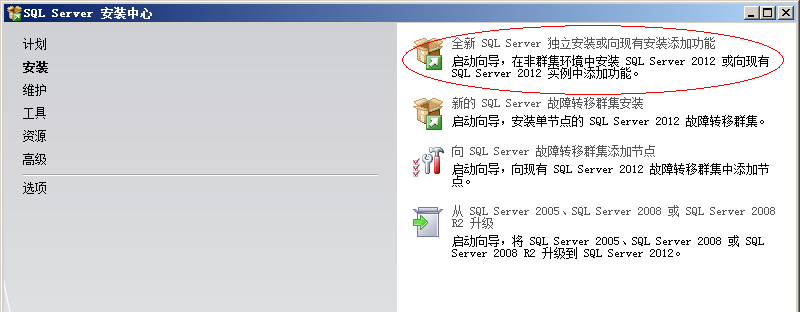 SQL Server 安装中心
计划
安装
维护
工具
资源
高级
选项
全新 SQL Server 独立安装或向现有安装添加功能
启动向导，在非群集环境中安装 SQL Server 2012 或向现有
SQL Server 2012 实例中添加功能。
新的 SQL Server 故障转移群集安装
启动向导，安装单节点的 SQL Server 2012 故障转移群集。
向 SQL Server 故障转移群集添加节点
启动向导，向现有 SQL Server 2012 故障转移群集中添加节
点。
从 SQL Server 2005、SQL Server 2008 或 SQL Server 2008
R2 升级
启动向导，将 SQL Server 2005、SQL Server 2008 或 SQL
Server 2008 R2 升级到 SQL Server 2012。